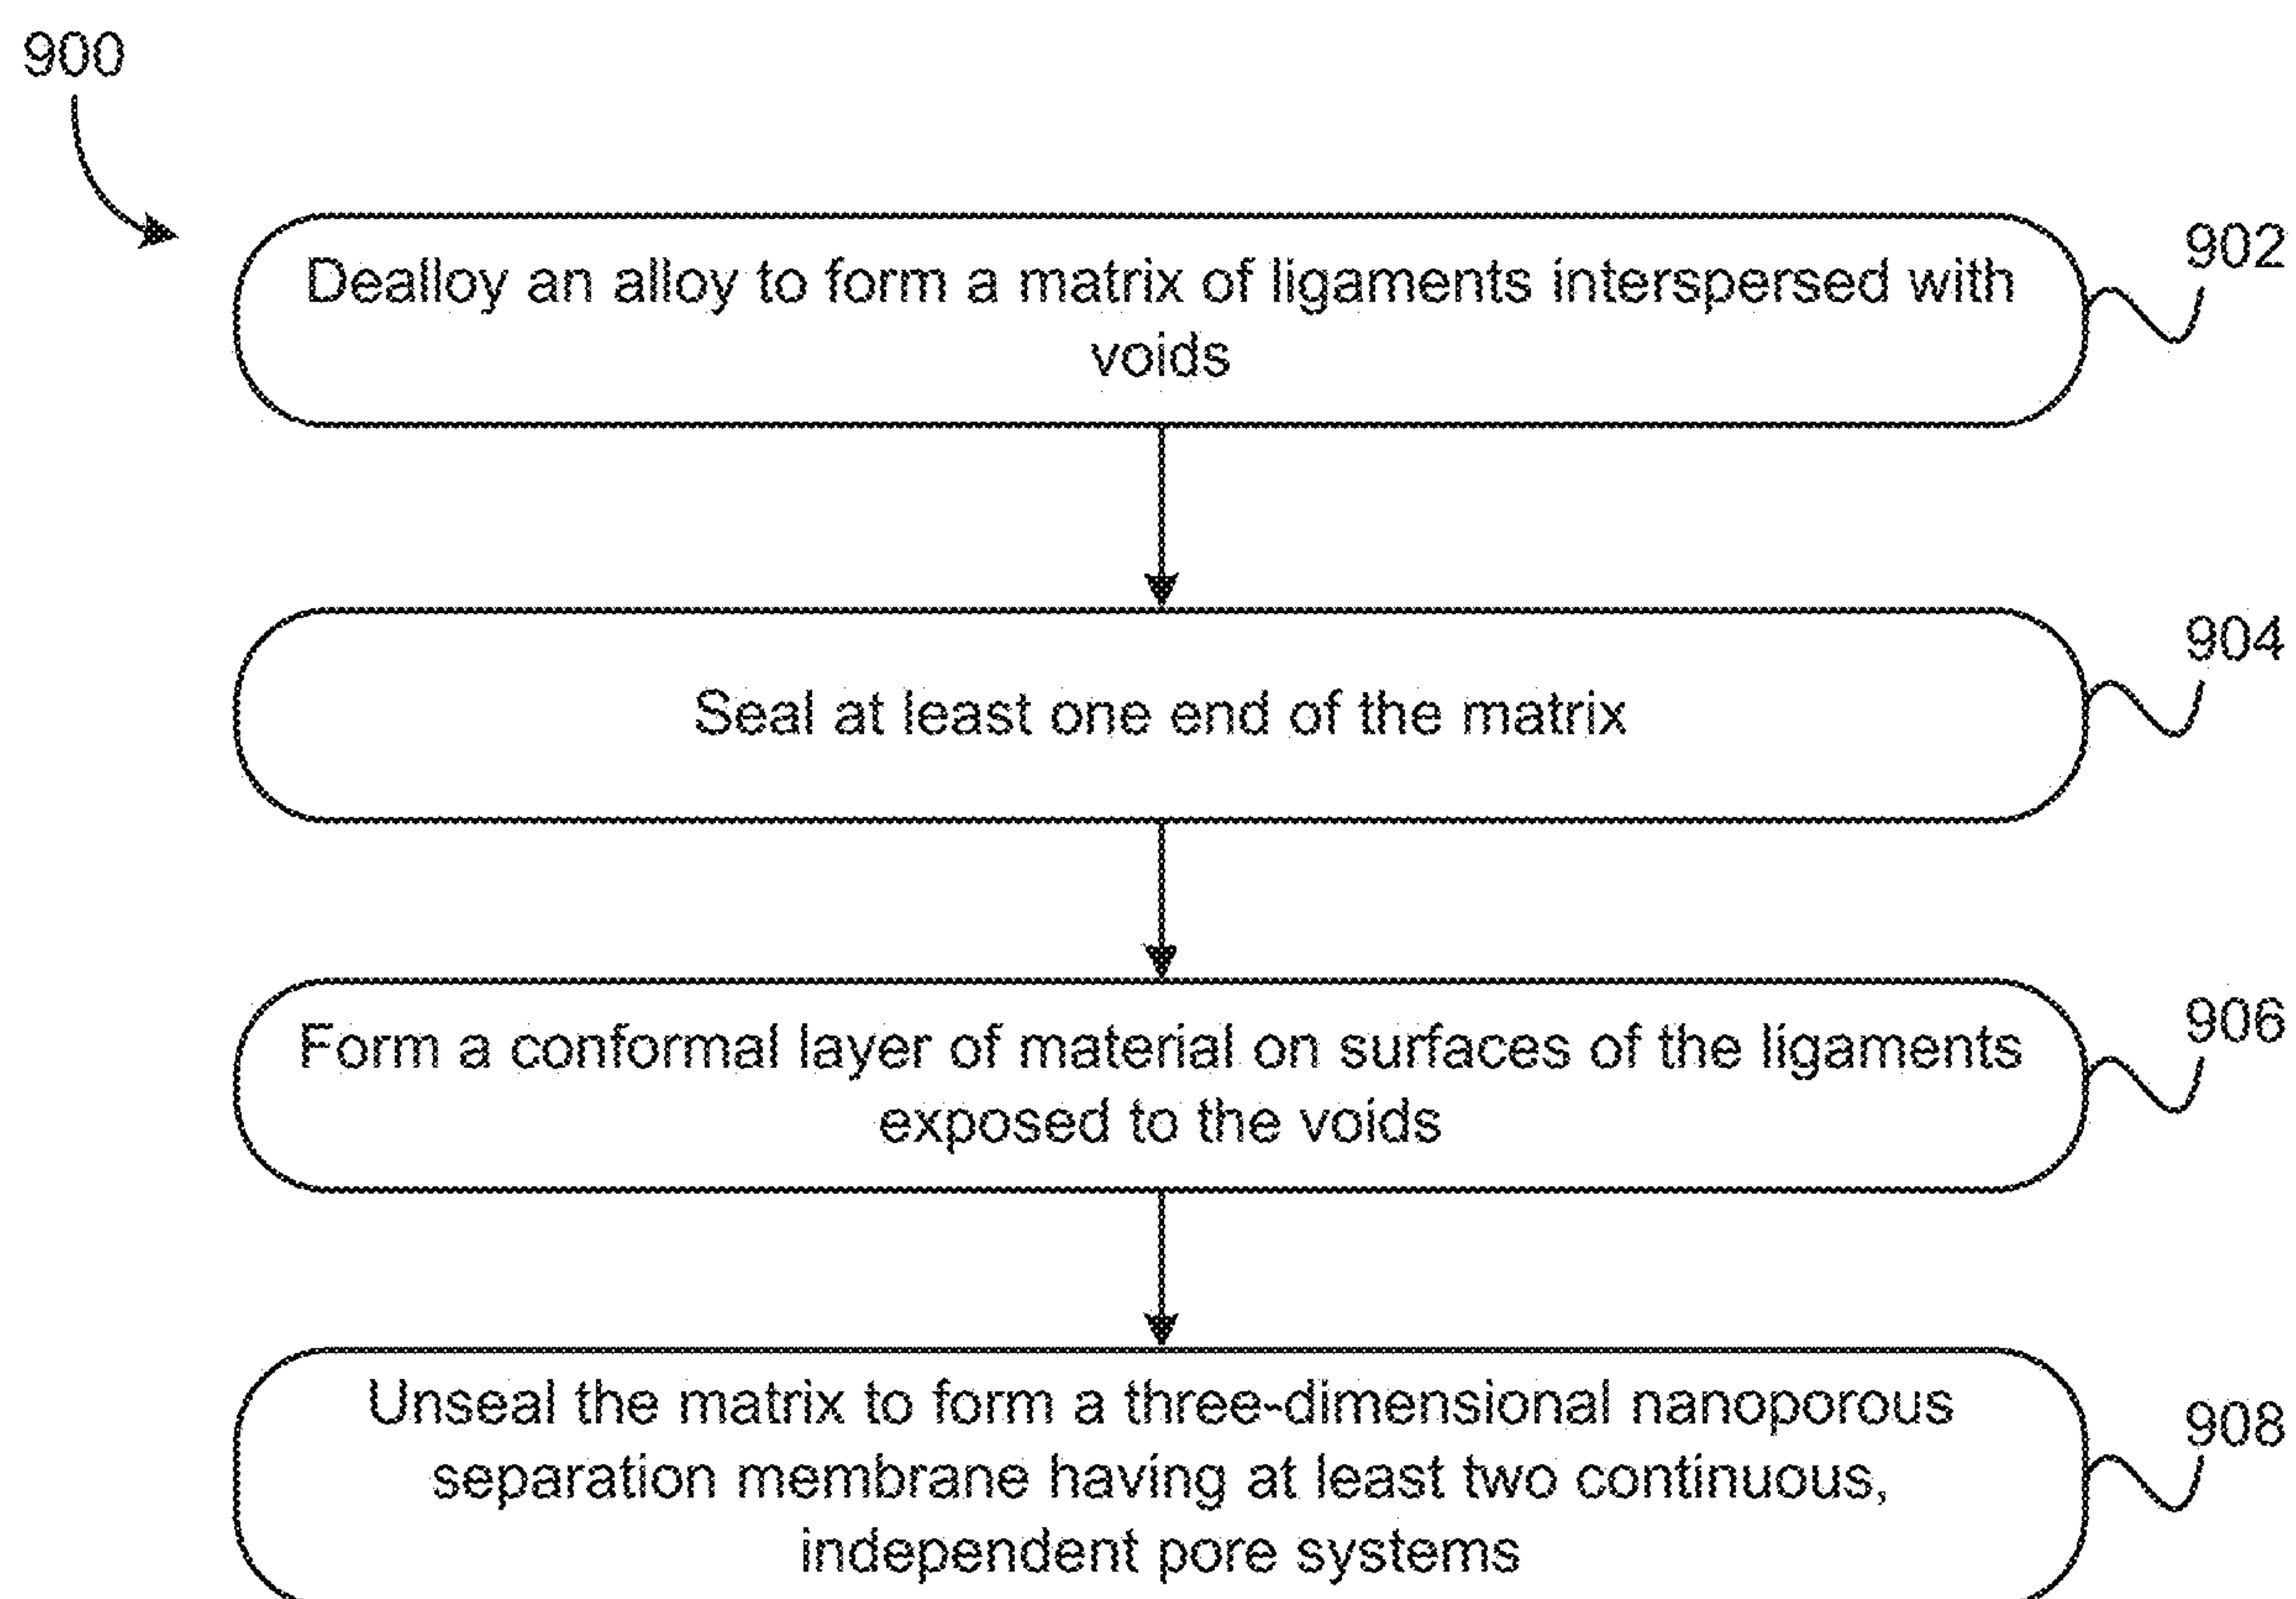 900
Dealloy an alloy to form a matrix of ligaments interspersed with
voids
902
Seal at least one end of the matrix
904
Form a conformal layer of material on surfaces of the ligaments
exposed to the voids
906
Unseal the matrix to form a three-dimensional nanoporous
separation membrane having at least two continuous,
independent pore systems
908